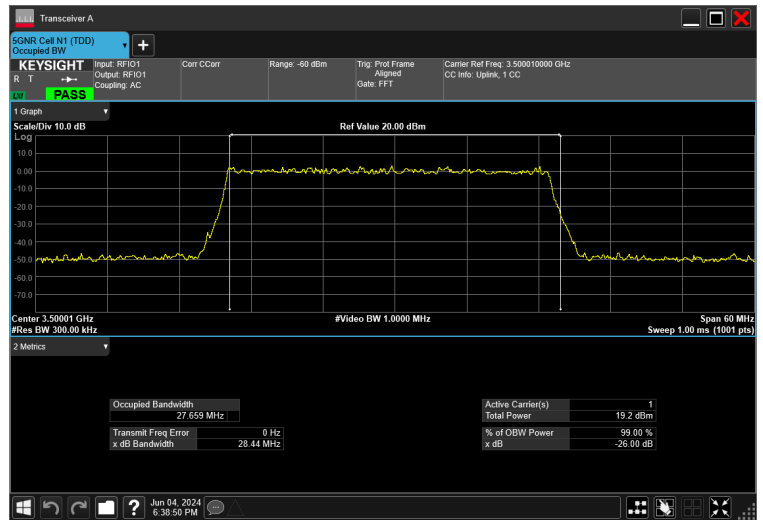 Transceiver A
5GNR Cell N1 (TDD)
Occupied BW
+
KEYSIGHT
R T
LXI
PASS
Input: RFIO1
Output: RFIO1
Coupling: AC
Corr CCorr
Range: -60 dBm
Trig: Prot Frame
Aligned
Gate: FFT
Carrier Ref Freq: 3.500010000 GHz
CC Info: Uplink, 1 CC
1 Graph
Scale/Div 10.0 dB
Ref Value 20.00 dBm
Log
10.0
0.00
-10.0
-20.0
-30.0
-40.0
-50.0
-60.0
-70.0
Center 3.50001 GHz
#Video BW 1.0000 MHz
Span 60 MHz
#Res BW 300.00 kHz
Sweep 1.00 ms (1001 pts)
2 Metrics
Occupied Bandwidth
27.659 MHz
Transmit Freq Error 0 Hz
x dB Bandwidth 28.44 MHz
Active Carrier(s) 1
Total Power 19.2 dBm
% of OBW Power 99.00 %
x dB -26.00 dB
?
Jun 04, 2024
6:38:50 PM